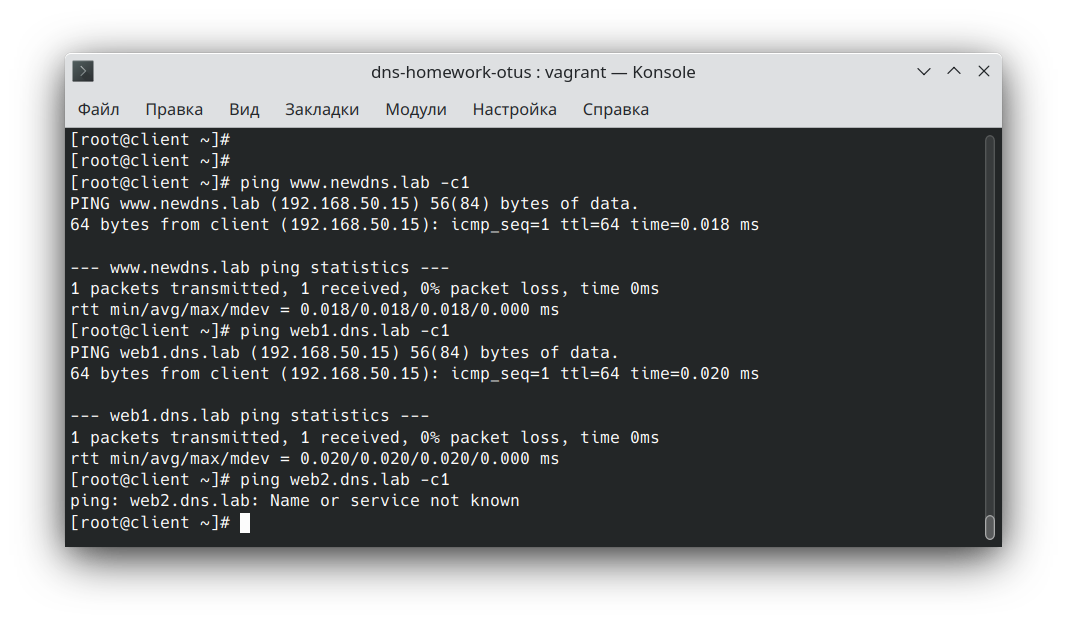 dns-homework-otus : vagrant — Konsole
Файл Правка Вид Закладки Модули Настройка Справка
[root@client ~]#
[root@client ~]#
[root@client ~]# ping www.newdns.lab -c1
PING www.newdns.lab (192.168.50.15) 56(84) bytes of data.
64 bytes from client (192.168.50.15): icmp_seq=1 ttl=64 time=0.018 ms
--- www.newdns.lab ping statistics ---
1 packets transmitted, 1 received, 0% packet loss, time 0ms
rtt min/avg/max/mdev = 0.018/0.018/0.018/0.000 ms
[root@client ~]# ping web1.dns.lab -c1
PING web1.dns.lab (192.168.50.15) 56(84) bytes of data.
64 bytes from client (192.168.50.15): icmp_seq=1 ttl=64 time=0.020 ms
--- web1.dns.lab ping statistics ---
1 packets transmitted, 1 received, 0% packet loss, time 0ms
rtt min/avg/max/mdev = 0.020/0.020/0.020/0.000 ms
[root@client ~]# ping web2.dns.lab -c1
ping: web2.dns.lab: Name or service not known
[root@client ~]#